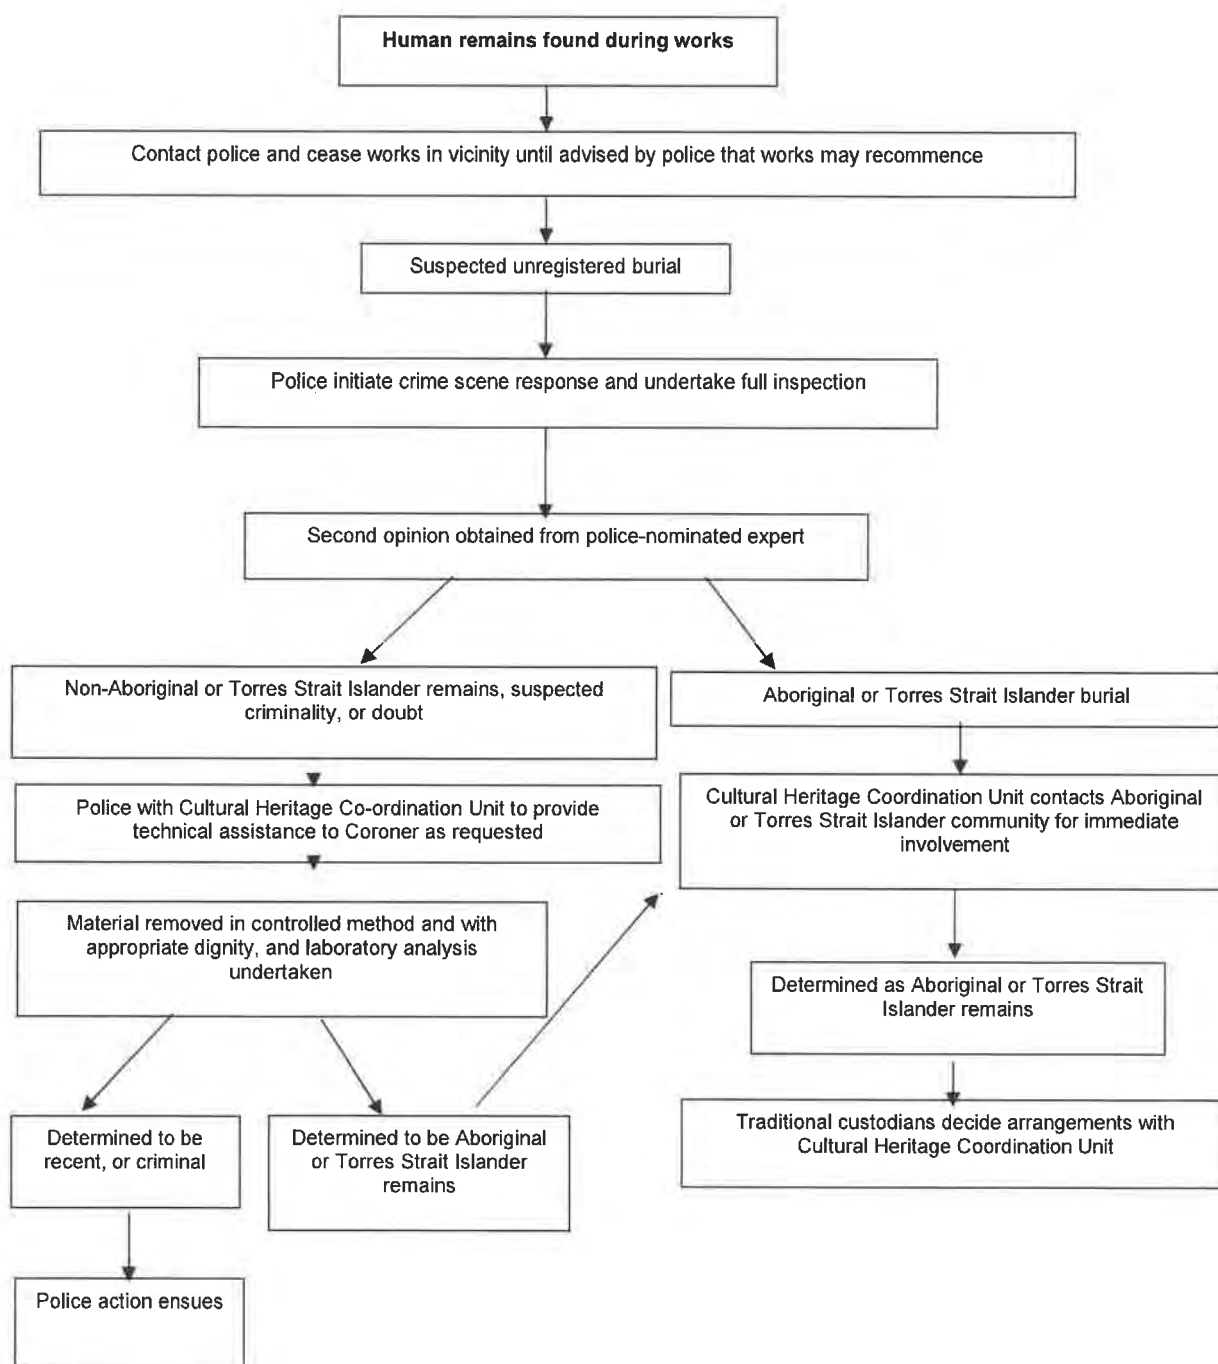 Human remains found during works
Contact police and cease works in vicinity until advised by police that works may recommence
Suspected unregistered burial
Police initiate crime scene response and undertake full inspection
Second opinion obtained from police-nominated expert
Non-Aboriginal or Torres Strait Islander remains, suspected
criminality, or doubt
Aboriginal or Torres Strait Islander burial
Police with Cultural Heritage Co-ordination Unit to provide
technical assistance to Coroner as requested
Cultural Heritage Coordination Unit contacts Aboriginal
or Torres Strait Islander community for immediate
involvement
Material removed in controlled method and with
appropriate dignity, and laboratory analysis
undertaken
Determined as Aboriginal or Torres Strait
Islander remains
Determined to be
recent, or criminal
Determined to be Aboriginal
or Torres Strait Islander
remains
Traditional custodians decide arrangements with
Cultural Heritage Coordination Unit
Police action ensues